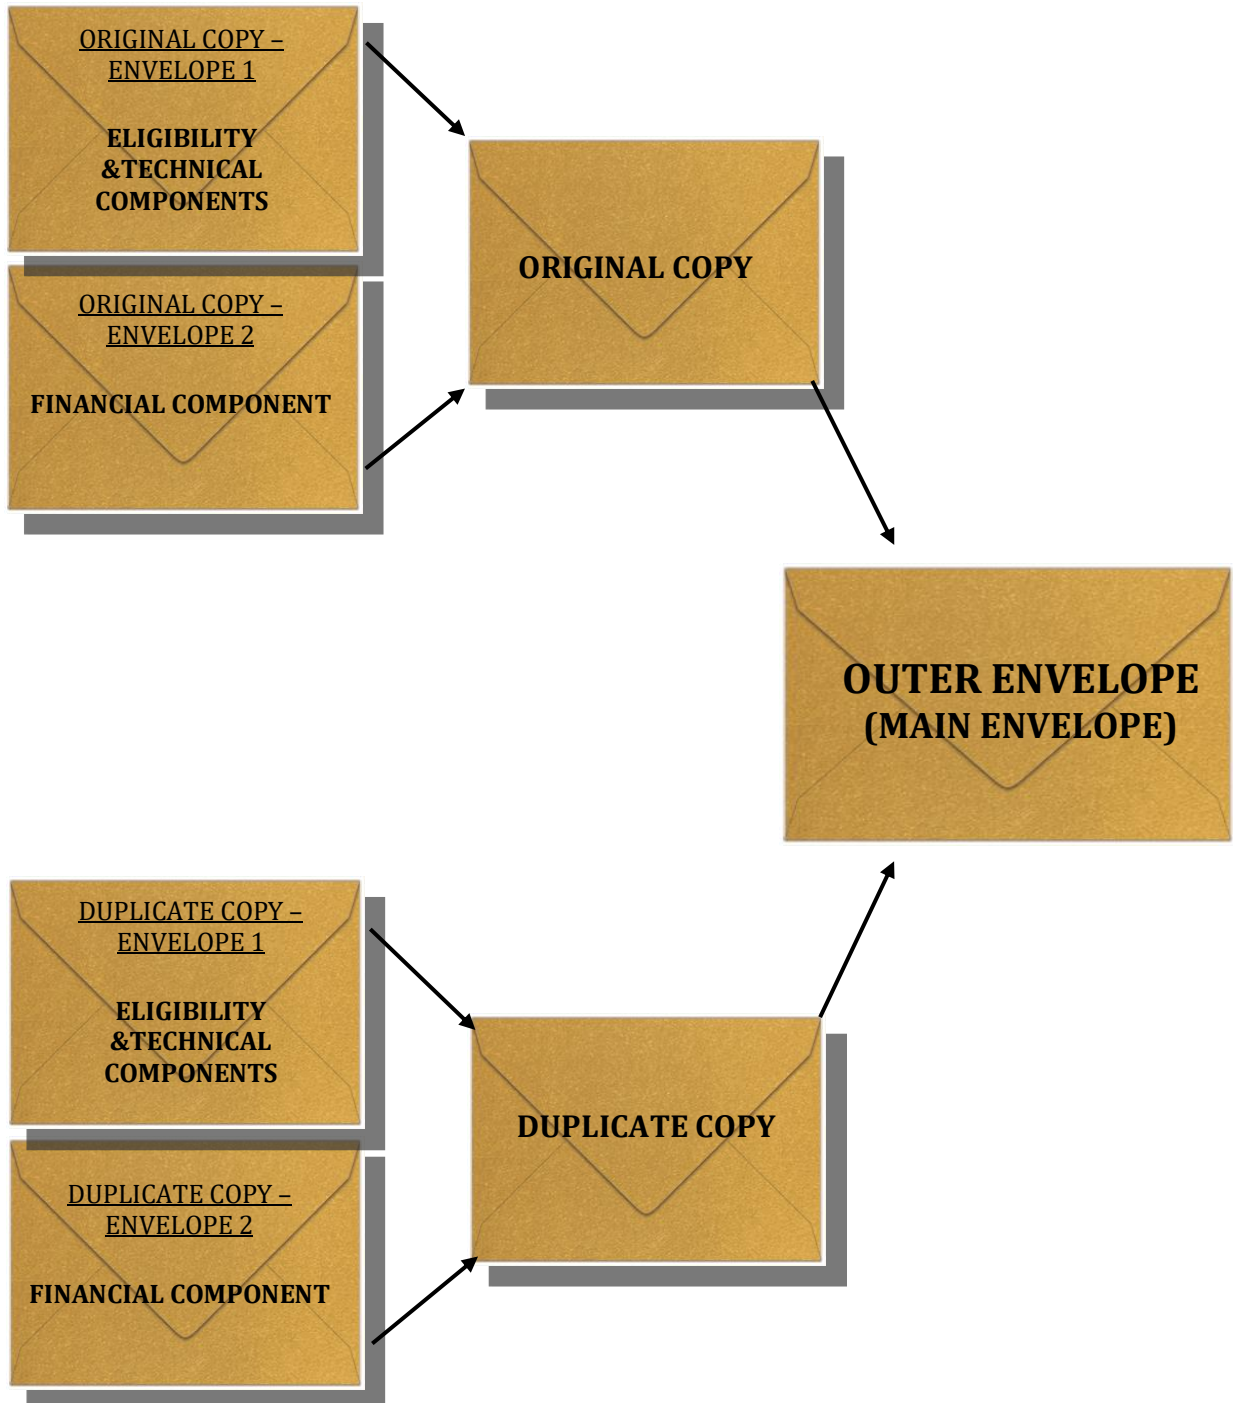 ORIGINAL COPY –
ENVELOPE 1
ELIGIBILITY
&TECHNICAL
COMPONENTS
ORIGINAL COPY –
ENVELOPE 2
FINANCIAL COMPONENT
ORIGINAL COPY
OUTER ENVELOPE
(MAIN ENVELOPE)
DUPLICATE COPY –
ENVELOPE 1
ELIGIBILITY
&TECHNICAL
COMPONENTS
DUPLICATE COPY –
ENVELOPE 2
FINANCIAL COMPONENT
DUPLICATE COPY